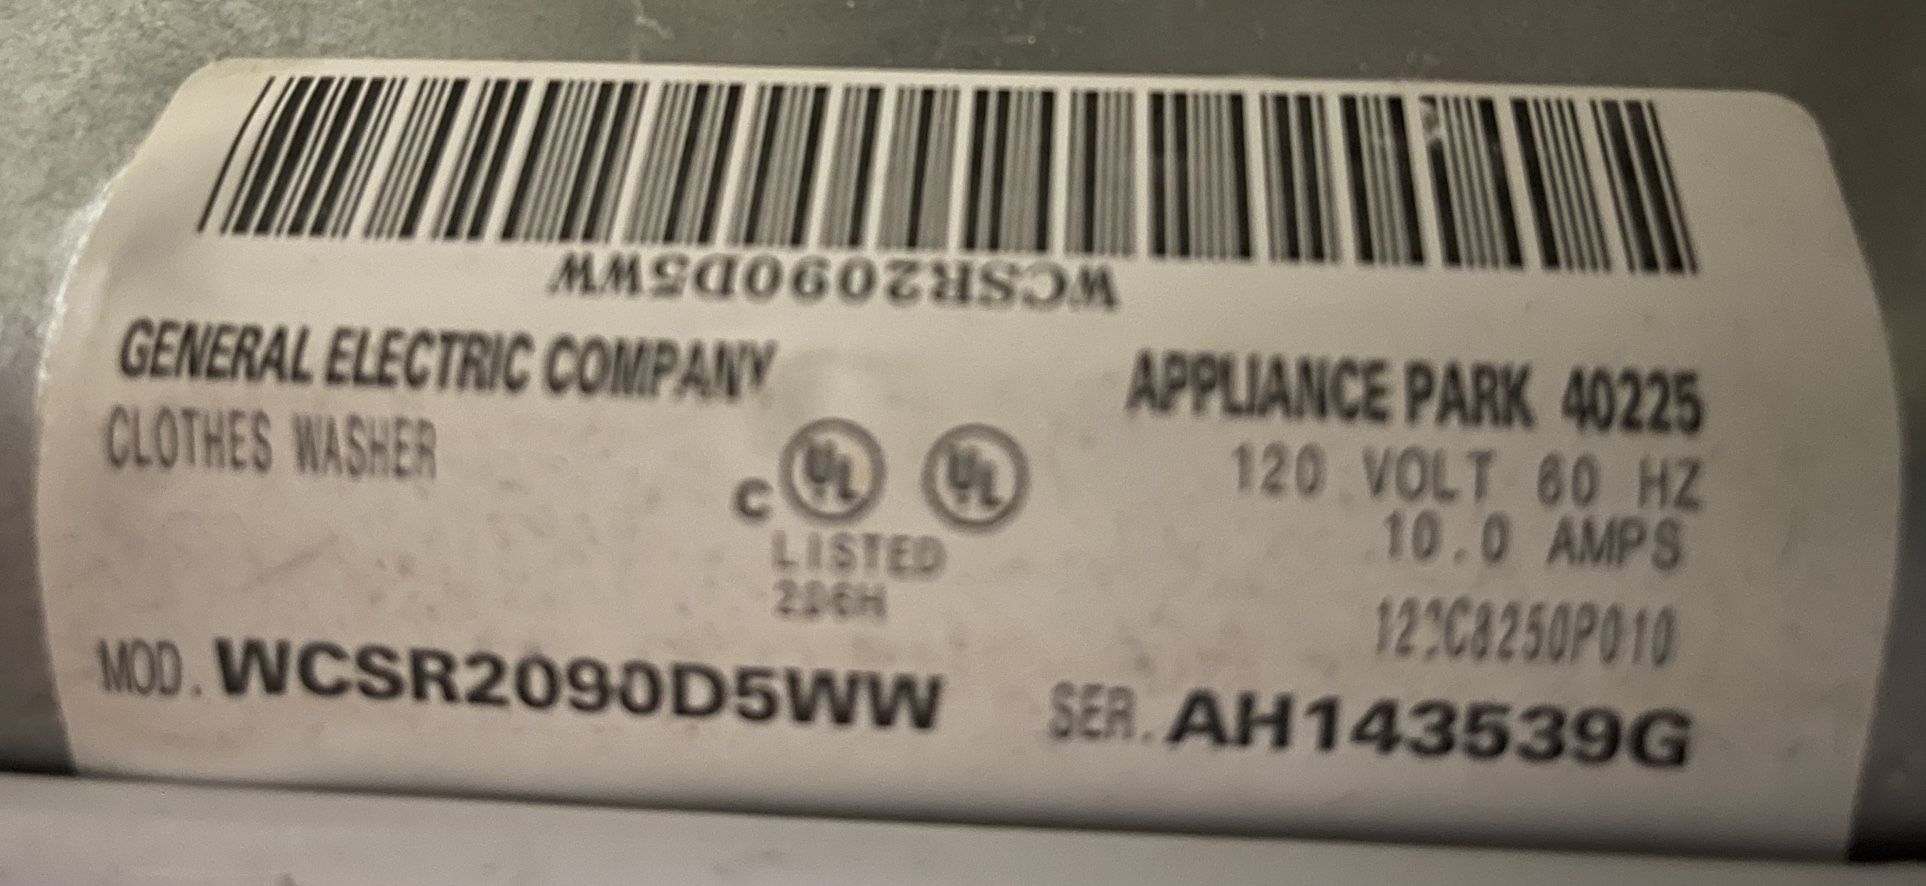 WCSR2090D5WW
GENERAL ELECTRIC COMPANY
APPLIANCE PARK 40225
CLOTHES WASHER
120 VOLT 60 HZ
10.0 AMPS
C UL UL
LISTED
MOD. WCSR2090D5WW
SER. AH143539G